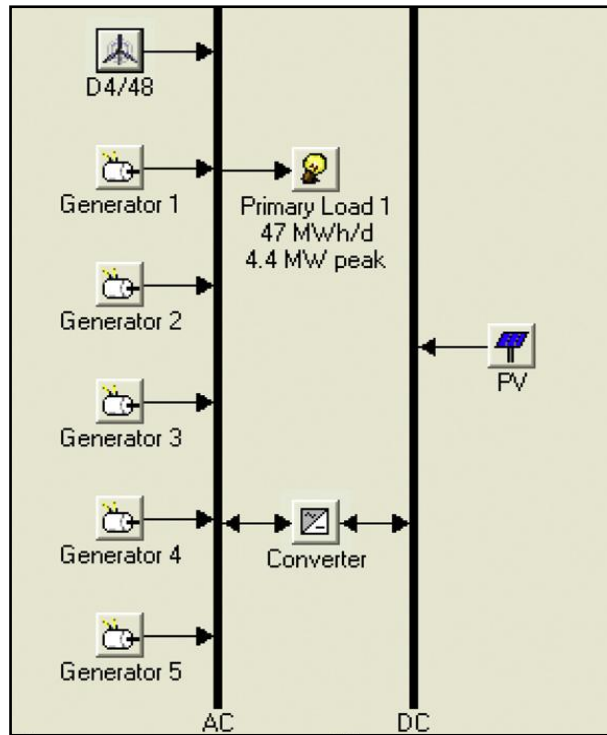 D4/48
Generator 1
Primary Load 1
47 MWh/d
4.4 MW peak
Generator 2
PV
Generator 3
Generator 4
Converter
Generator 5
AC
DC